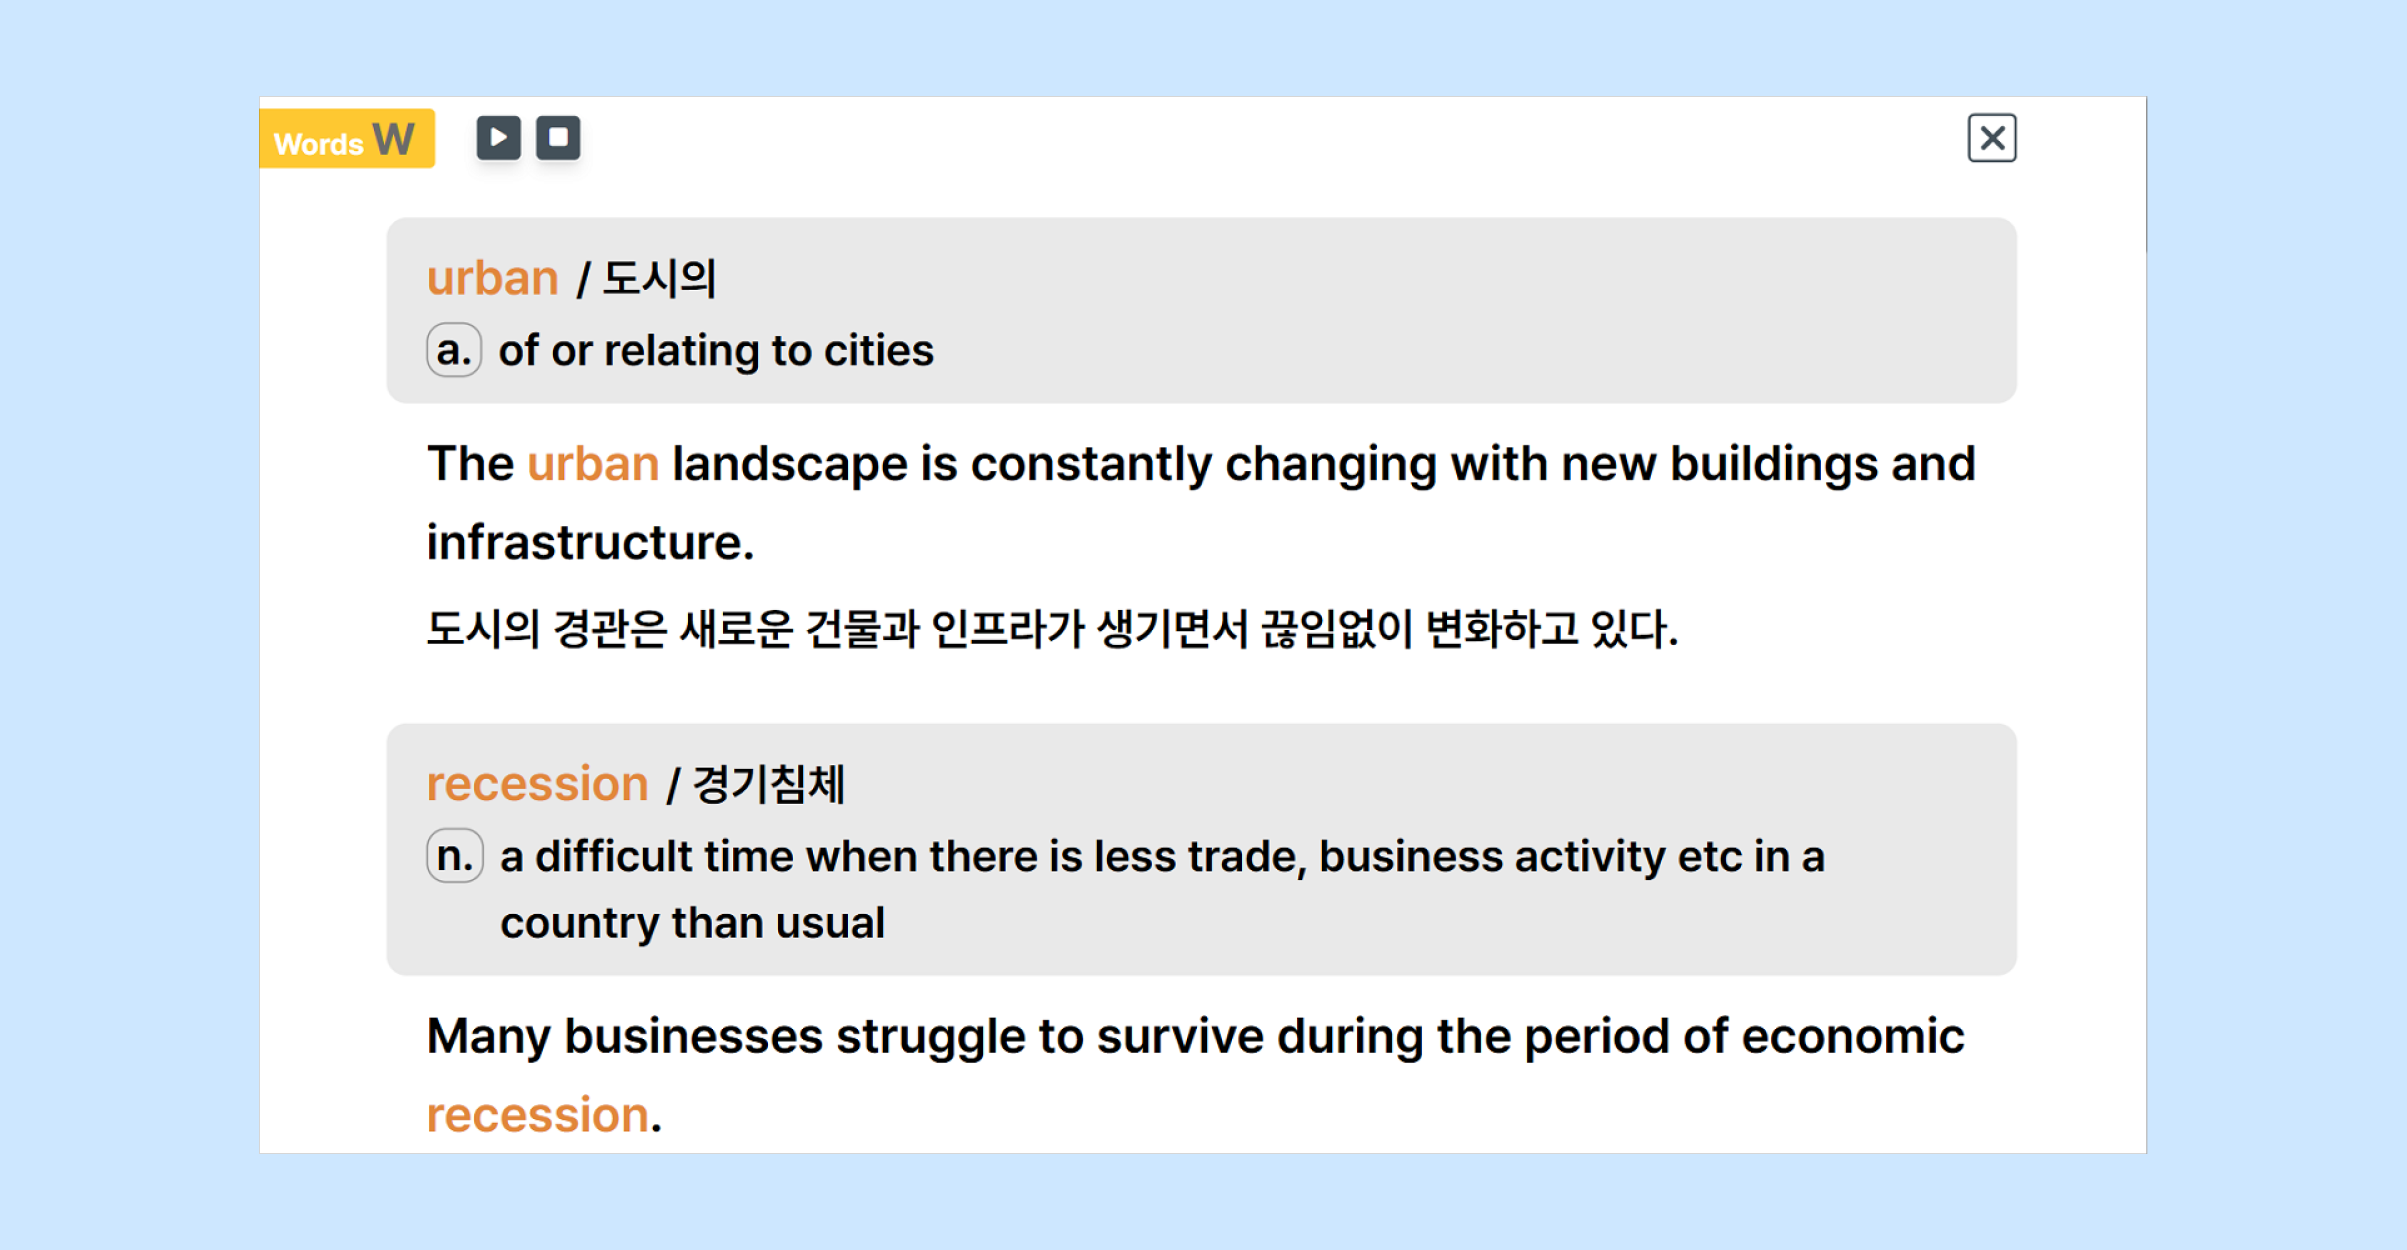 Words W
urban / 도시의
a. of or relating to cities
The urban landscape is constantly changing with new buildings and
infrastructure.
도시의 경관은 새로운 건물과 인프라가 생기면서 끊임없이 변화하고 있다.
recession / 경기침체
n. a difficult time when there is less trade, business activity etc in a
country than usual
Many businesses struggle to survive during the period of economic
recession.